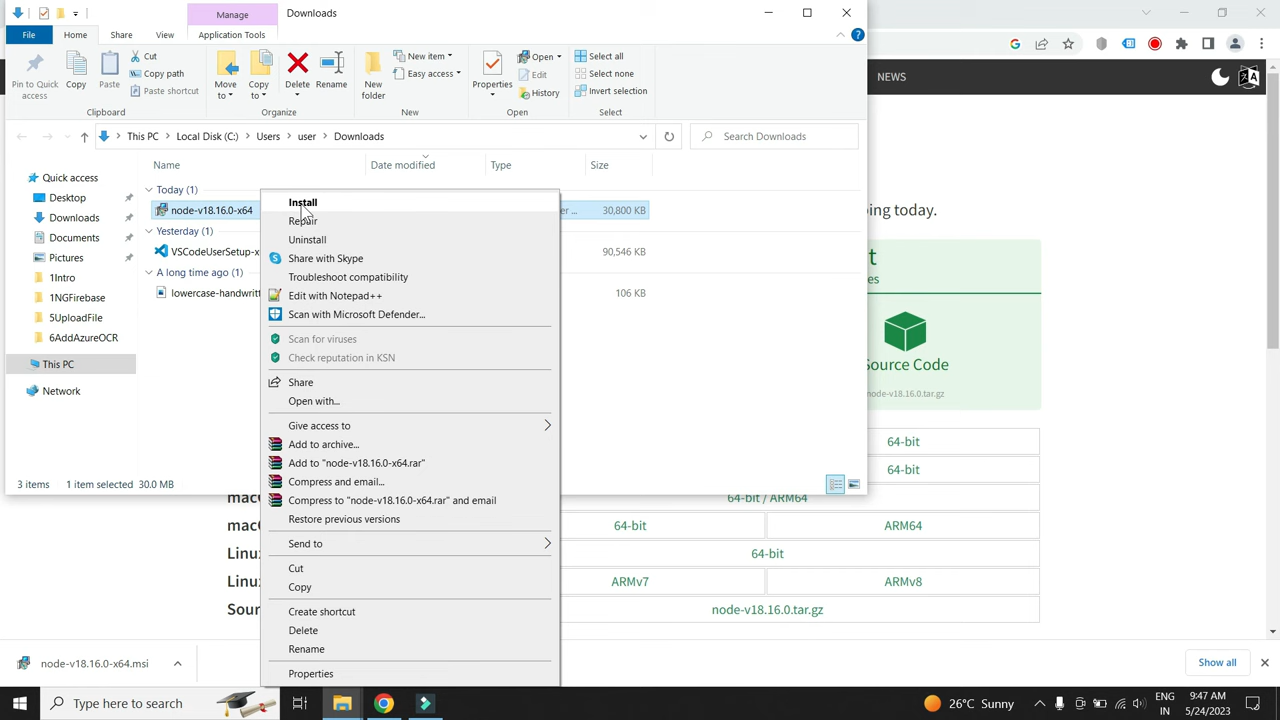 Manage
Downloads
File
Home
Share
View
Application Tools
Pin to Quick access
Copy
Paste
Cut
Copy path
Paste shortcut
Clipboard
Move to
Copy to
Delete
Rename
Organize
New folder
New item
Easy access
New
Properties
Open
Edit
History
Open
Select all
Select none
Invert selection
Select
NEWS
This PC
Local Disk (C:)
Users
user
Downloads
Search Downloads
Name
Date modified
Type
Size
Quick access
Desktop
Downloads
Documents
Pictures
1Intro
1NGFirebase
5UploadFile
6AddAzureOCR
This PC
Network
Today (1)
node-v18.16.0-x64
30,800 KB
Yesterday (1)
VSCodeUserSetup-x
90,546 KB
A long time ago (1)
lowercase-handwritt
106 KB
Install
Repair
Uninstall
Share with Skype
Troubleshoot compatibility
Edit with Notepad++
Scan with Microsoft Defender...
Scan for viruses
Check reputation in KSN
Share
Open with...
Give access to
Add to archive...
Add to "node-v18.16.0-x64.rar"
Compress and email...
Compress to "node-v18.16.0-x64.rar" and email
Restore previous versions
Send to
Cut
Copy
Create shortcut
Delete
Rename
Properties
3 items
1 item selected
30.0 MB
today.
Source Code
node-v18.16.0.tar.gz
64-bit
64-bit
64-bit / ARM64
64-bit
ARM64
64-bit
ARMv7
ARMv8
node-v18.16.0.tar.gz
node-v18.16.0-x64.msi
Show all
Type here to search
26°C Sunny
ENG
IN
9:47 AM
5/24/2023